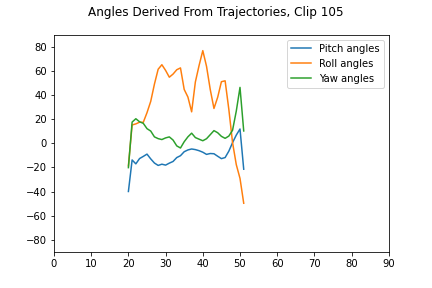 Angles Derived From Trajectories, Clip 105
80
60
40
20
0
−20
−40
−60
−80
0 10 20 30 40 50 60 70 80 90
Pitch angles
Roll angles
Yaw angles